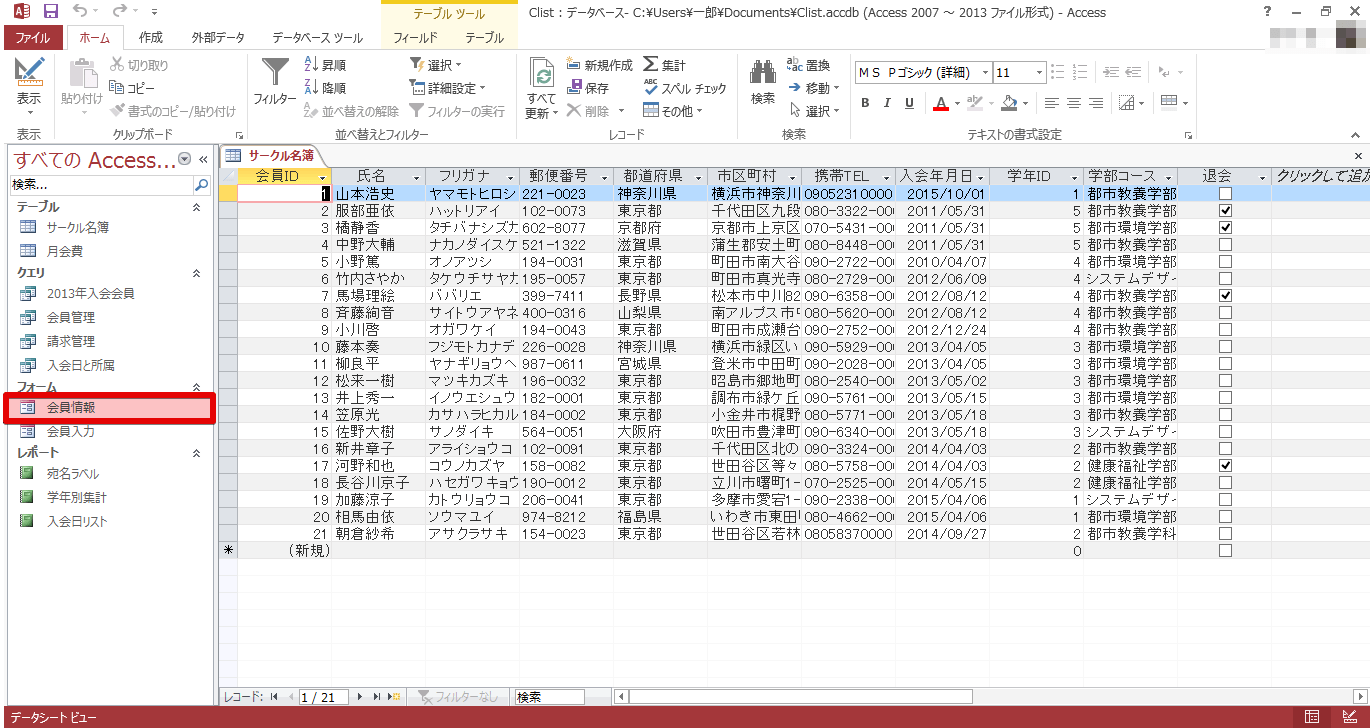 テーブル ツール
Clist : データベース- C:¥Users¥一郎¥Documents¥Clist.accdb (Access 2007 ～ 2013 ファイル形式) - Access
ファイル ホーム 作成 外部データ データベース ツール フィールド テーブル
表示
貼り付け
切り取り
コピー
書式のコピー/貼り付け
フィルター
昇順
降順
並べ替えの解除
選択
詳細設定
フィルターの実行
すべて更新
新規作成
保存
削除
集計
スペル チェック
その他
検索
置換
移動
選択
ＭＳ Ｐゴシック (詳細) 11
B I U A
表示 クリップボード 並べ替えとフィルター レコード 検索 テキストの書式設定
すべての Access...
検索...
テーブル
サークル名簿
月会費
クエリ
2013年入会会員
会員管理
請求管理
入会日と所属
フォーム
会員情報
会員入力
レポート
宛名ラベル
学年別集計
入会日リスト
サークル名簿
会員ID 氏名 フリガナ 郵便番号 都道府県 市区町村 携帯TEL 入会年月日 学年ID 学部コース 退会 クリックして追加
1 山本浩史 ヤマモトヒロシ 221-0023 神奈川県 横浜市神奈川 09052310000 2015/10/01 1 都市教養学部
2 服部亜依 ハットリアイ 102-0073 東京都 千代田区九段 080-3322-00 2011/05/31 5 都市教養学部
3 橘静香 タチバナシズカ 602-8077 京都府 京都市上京区 070-5431-00 2011/05/31 5 都市環境学部
4 中野大輔 ナカノダイスケ 521-1322 滋賀県 蒲生郡安土町 080-8448-00 2011/05/31 5 都市教養学部
5 小野篤 オノアツシ 194-0031 東京都 町田市南大谷 090-2722-00 2010/04/07 4 都市環境学部
6 竹内さやか タケウチサヤカ 195-0057 東京都 町田市真光寺 080-2729-00 2012/06/09 4 システムデザイ
7 馬場理絵 ババリエ 399-7411 長野県 松本市中川82 090-6358-00 2012/08/12 4 都市教養学部
8 斉藤絢音 サイトウアヤネ 400-0316 山梨県 南アルプス市 080-5620-00 2012/08/12 4 都市教養学部
9 小川啓 オガワケイ 194-0043 東京都 町田市成瀬台 090-2752-00 2012/12/24 4 都市教養学部
10 藤本奏 フジモトカナデ 226-0028 神奈川県 横浜市緑区い 090-5929-00 2013/04/05 3 都市環境学部
11 柳良平 ヤナギリョウヘ 987-0611 宮城県 登米市中田町 090-2028-00 2013/04/05 3 都市教養学部
12 松来一樹 マツキカズキ 196-0032 東京都 昭島市郷地町 080-2540-00 2013/05/02 3 都市教養学部
13 井上秀一 イノウエシュウ 182-0001 東京都 調布市緑ケ丘 090-5761-00 2013/05/15 3 都市教養学部
14 笠原光 カサハラヒカル 184-0002 東京都 小金井市梶野 080-5771-00 2013/05/18 3 都市教養学部
15 佐野大樹 サノダイキ 564-0051 大阪府 吹田市豊津町 090-6340-00 2013/05/18 3 システムデザイ
16 新井章子 アライショウコ 102-0091 東京都 千代田区北の 090-3324-00 2014/04/03 2 都市教養学部
17 河野和也 コウノカズヤ 158-0082 東京都 世田谷区等々 080-5758-00 2014/04/03 2 健康福祉学部
18 長谷川京子 ハセガワキョウ 190-0012 東京都 立川市曙町1- 070-2525-00 2014/05/15 2 健康福祉学部
19 加藤涼子 カトウリョウコ 206-0041 東京都 多摩市愛宕1- 090-2338-00 2015/04/06 1 システムデザイ
20 相馬由依 ソウマユイ 974-8212 福島県 いわき市東田 080-4662-00 2015/04/06 1 都市環境学部
21 朝倉紗希 アサクラサキ 154-0023 東京都 世田谷区若林 08058370000 2014/09/27 2 都市教養学科
(新規) 0
レコード: 1 / 21 フィルターなし 検索
データシート ビュー